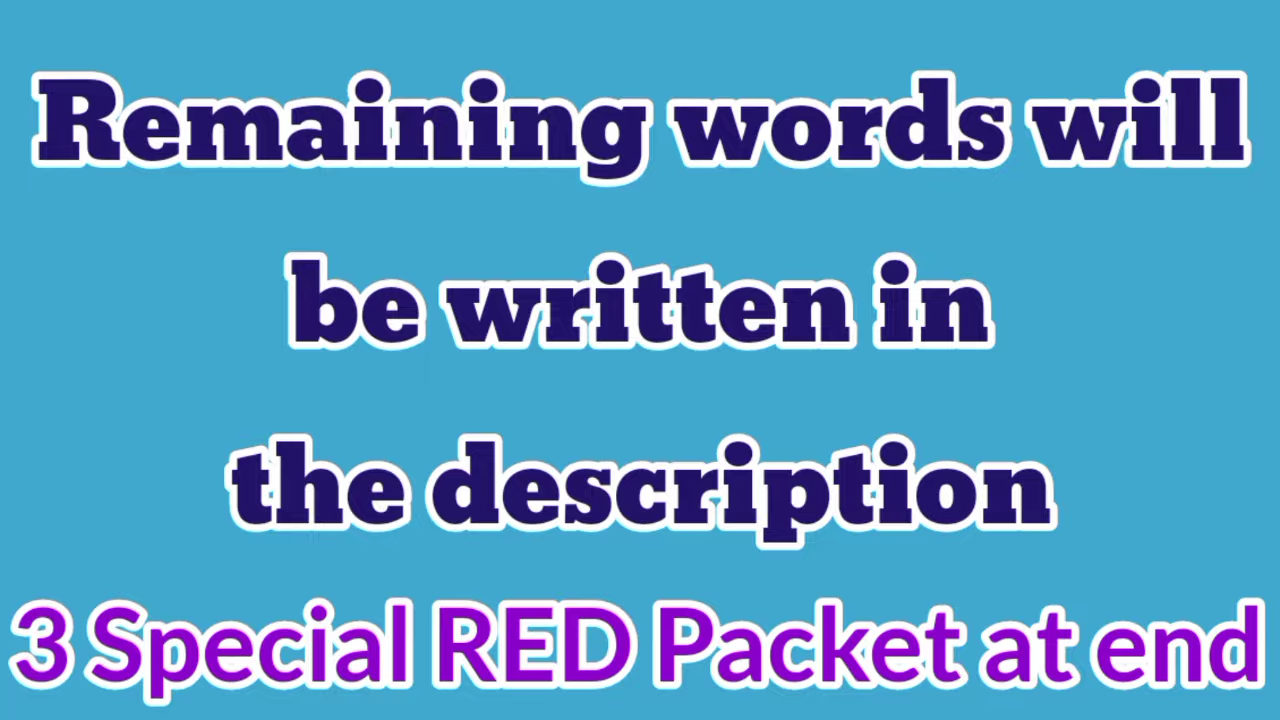 Remaining words will
be written in
the description
3 Special RED Packet at end